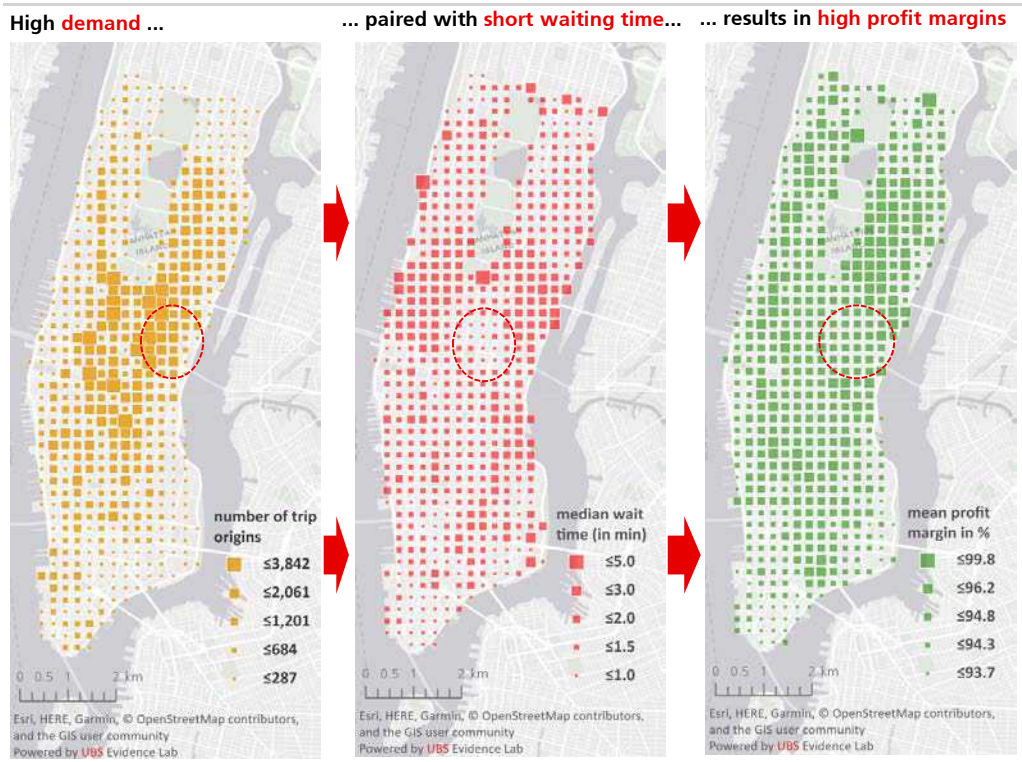 High demand ...
... paired with short waiting time...
... results in high profit margins
MANHATTAN
ISLAND
number of trip
origins
≤3,842
≤2,061
≤1,201
≤684
≤287
0 0.5 1 2 km
Esri, HERE, Garmin, © OpenStreetMap contributors,
and the GIS user community
Powered by UBS Evidence Lab
MANHATTAN
ISLAND
median wait
time (in min)
≤5.0
≤3.0
≤2.0
≤1.5
≤1.0
0 0.5 1 2 km
Esri, HERE, Garmin, © OpenStreetMap contributors,
and the GIS user community
Powered by UBS Evidence Lab
MANHATTAN
ISLAND
mean profit
margin in %
≤99.8
≤96.2
≤94.8
≤94.3
≤93.7
0 0.5 1 2 km
Esri, HERE, Garmin, © OpenStreetMap contributors,
and the GIS user community
Powered by UBS Evidence Lab